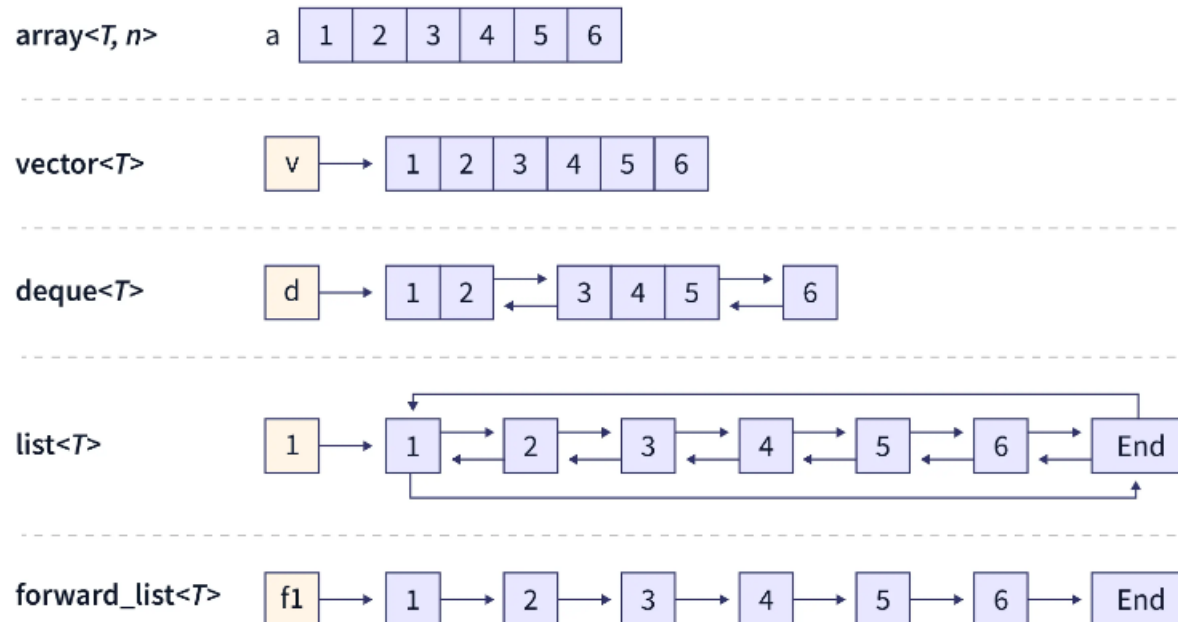 array<T, n> a 1 2 3 4 5 6
vector<T> v 1 2 3 4 5 6
deque<T> d 1 2 3 4 5 6
list<T> 1 1 2 3 4 5 6 End
forward_list<T> f1 1 2 3 4 5 6 End